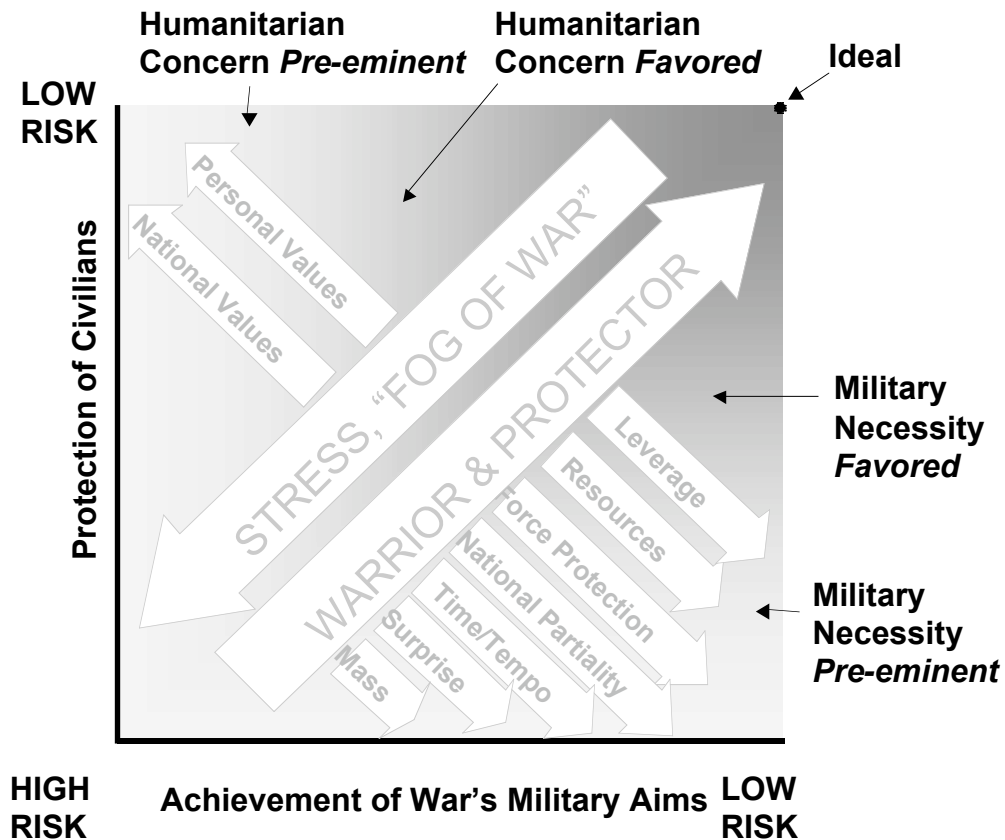 Humanitarian
Concern Pre-eminent
Humanitarian
Concern Favored
Ideal
LOW
RISK
Protection of Civilians
Personal Values
National Values
STRESS, “FOG OF WAR”
WARRIOR & PROTECTOR
Leverage
Resources
Force Protection
National Partiality
Time/Tempo
Surprise
Mass
Military
Necessity
Favored
Military
Necessity
Pre-eminent
HIGH
RISK
Achievement of War's Military Aims
LOW
RISK